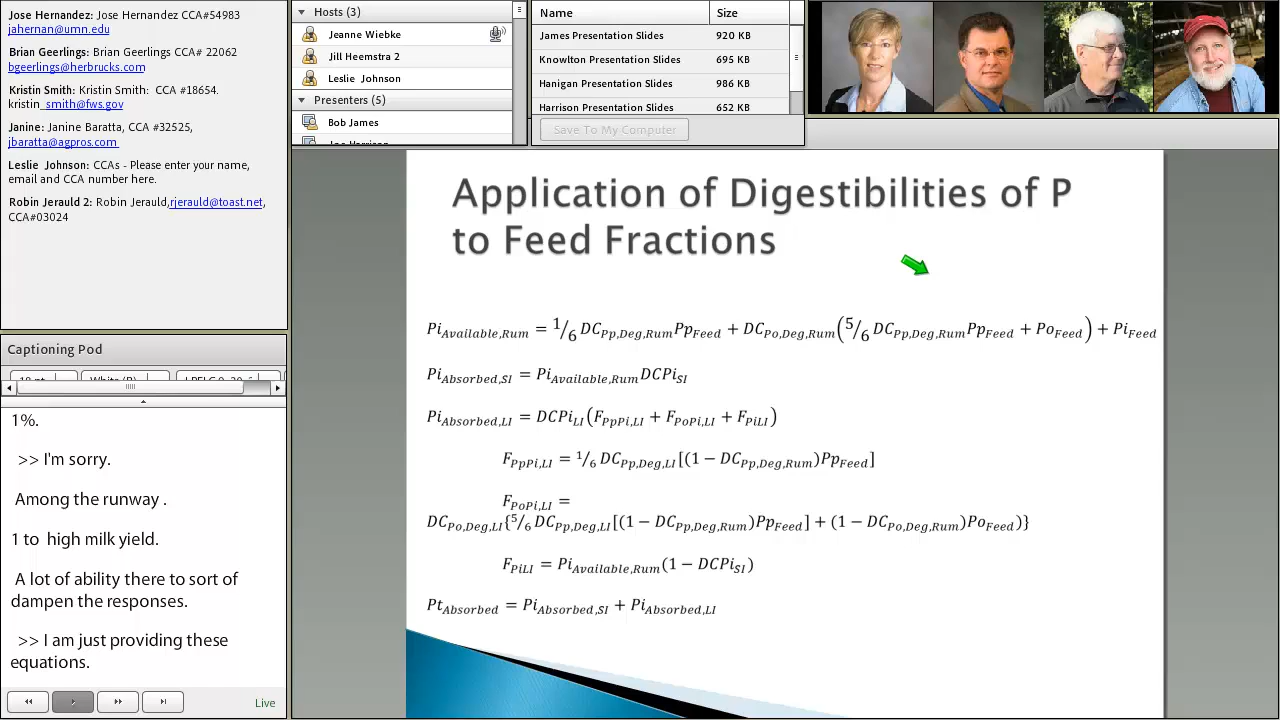 Jose Hernandez: Jose Hernandez CCA#54983
jahernan@umn.edu
Brian Geerlings: Brian Geerlings CCA# 22062
bgeerlings@herbrucks.com
Kristin Smith: Kristin Smith: CCA #18654.
kristin_smith@fws.gov
Janine: Janine Baratta, CCA #32525,
jbaratta@agpros.com
Leslie Johnson: CCAs - Please enter your name,
email and CCA number here.
Robin Jerauld 2: Robin Jerauld,rjerauld@toast.net,
CCA#03024
Hosts (3)
Jeanne Wiebke
Jill Heemstra 2
Leslie Johnson
Presenters (5)
Bob James
Name Size
James Presentation Slides 920 KB
Knowlton Presentation Slides 695 KB
Hanigan Presentation Slides 986 KB
Harrison Presentation Slides 652 KB
Save To My Computer
Captioning Pod
1%.
>> I'm sorry.
Among the runway .
1 to high milk yield.
A lot of ability there to sort of
dampen the responses.
>> I am just providing these
equations.
Live
Application of Digestibilities of P
to Feed Fractions
Pi_Available,Rum = 1/6 DC_Pp,Deg,Rum Pp_Feed + DC_Po,Deg,Rum (5/6 DC_Pp,Deg,Rum Pp_Feed + Po_Feed) + Pi_Feed
Pi_Absorbed,SI = Pi_Available,Rum DCPi_SI
Pi_Absorbed,LI = DCPi_LI (F_PpPi,LI + F_PoPi,LI + F_PiLI)
F_PpPi,LI = 1/6 DC_Pp,Deg,LI [(1 − DC_Pp,Deg,Rum)Pp_Feed]
F_PoPi,LI =
DC_Po,Deg,LI {5/6 DC_Pp,Deg,LI [(1 − DC_Pp,Deg,Rum)Pp_Feed] + (1 − DC_Po,Deg,Rum)Po_Feed)}
F_PiLI = Pi_Available,Rum (1 − DCPi_SI)
Pt_Absorbed = Pi_Absorbed,SI + Pi_Absorbed,LI